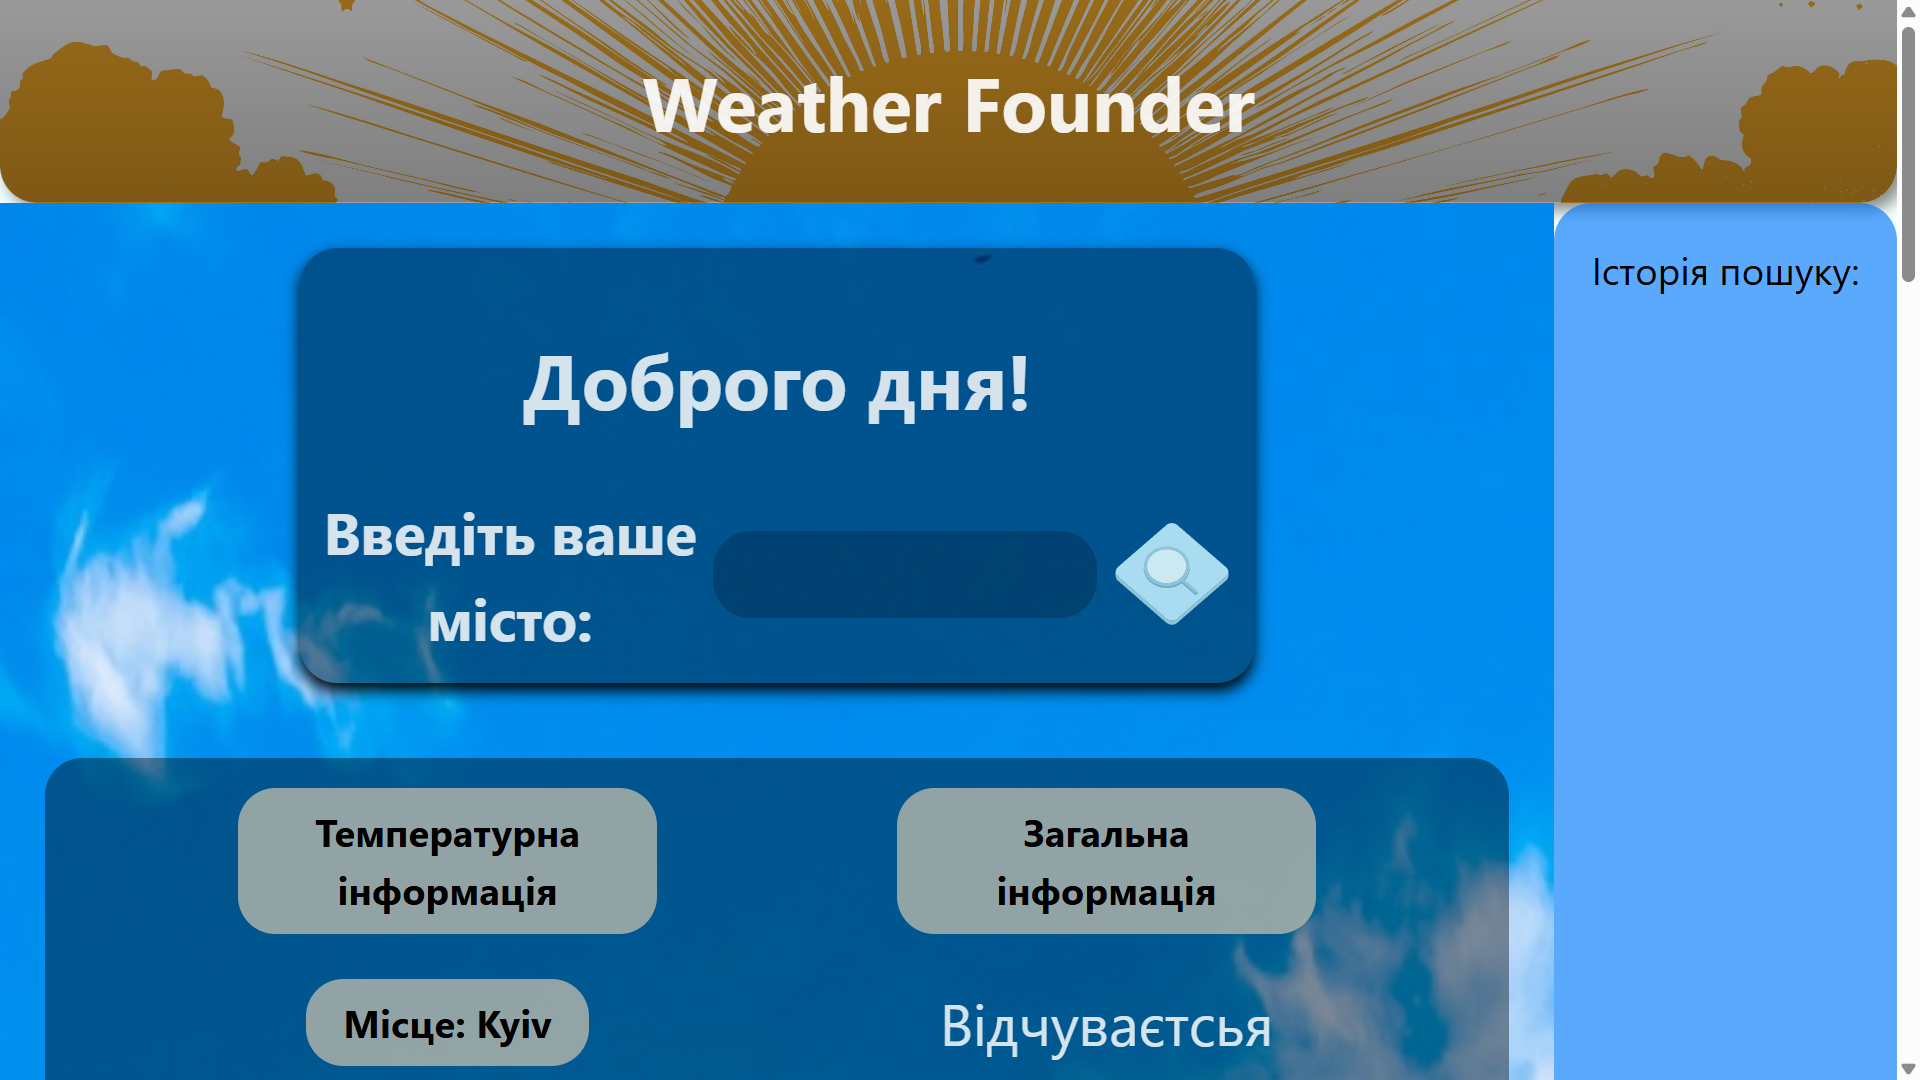 Weather Founder
Історія пошуку:
Доброго дня!
Введіть ваше
місто:
Температурна
інформація
Загальна
інформація
Місце: Kyiv
Відчуваєтсья